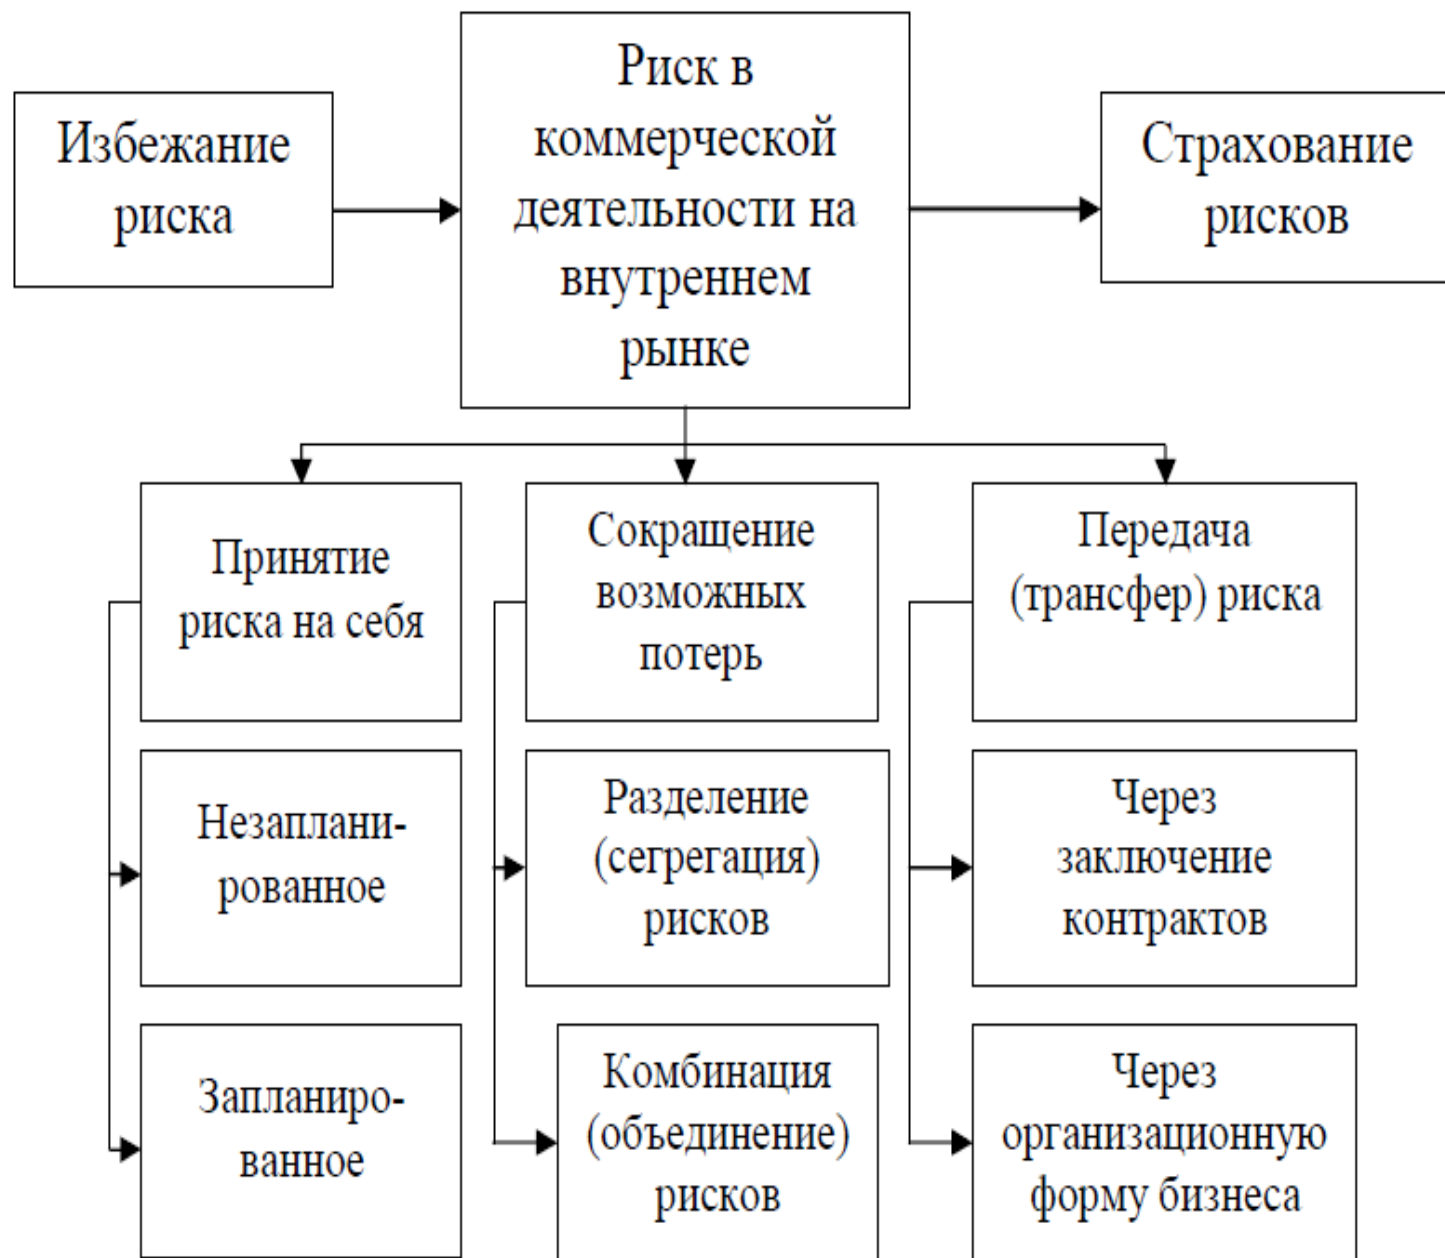 Избежание
риска
Риск в
коммерческой
деятельности на
внутреннем
рынке
Страхование
рисков
Принятие
риска на себя
Сокращение
возможных
потерь
Передача
(трансфер) риска
Незаплани-
рованное
Разделение
(сегрегация)
рисков
Через
заключение
контрактов
Запланиро-
ванное
Комбинация
(объединение)
рисков
Через
организационную
форму бизнеса